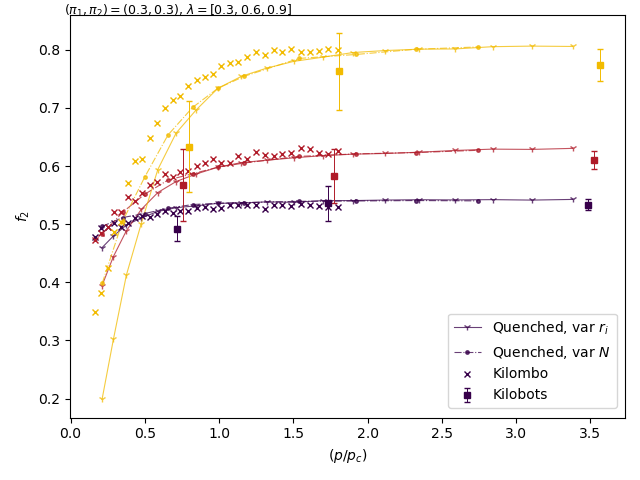 (π₁, π₂) = (0.3, 0.3), λ = [0.3, 0.6, 0.9]
0.8
0.7
0.6
0.5
0.4
0.3
0.2
f₂
0.0 0.5 1.0 1.5 2.0 2.5 3.0 3.5
(p/p_c)
Quenched, var r_i
Quenched, var N
Kilombo
Kilobots